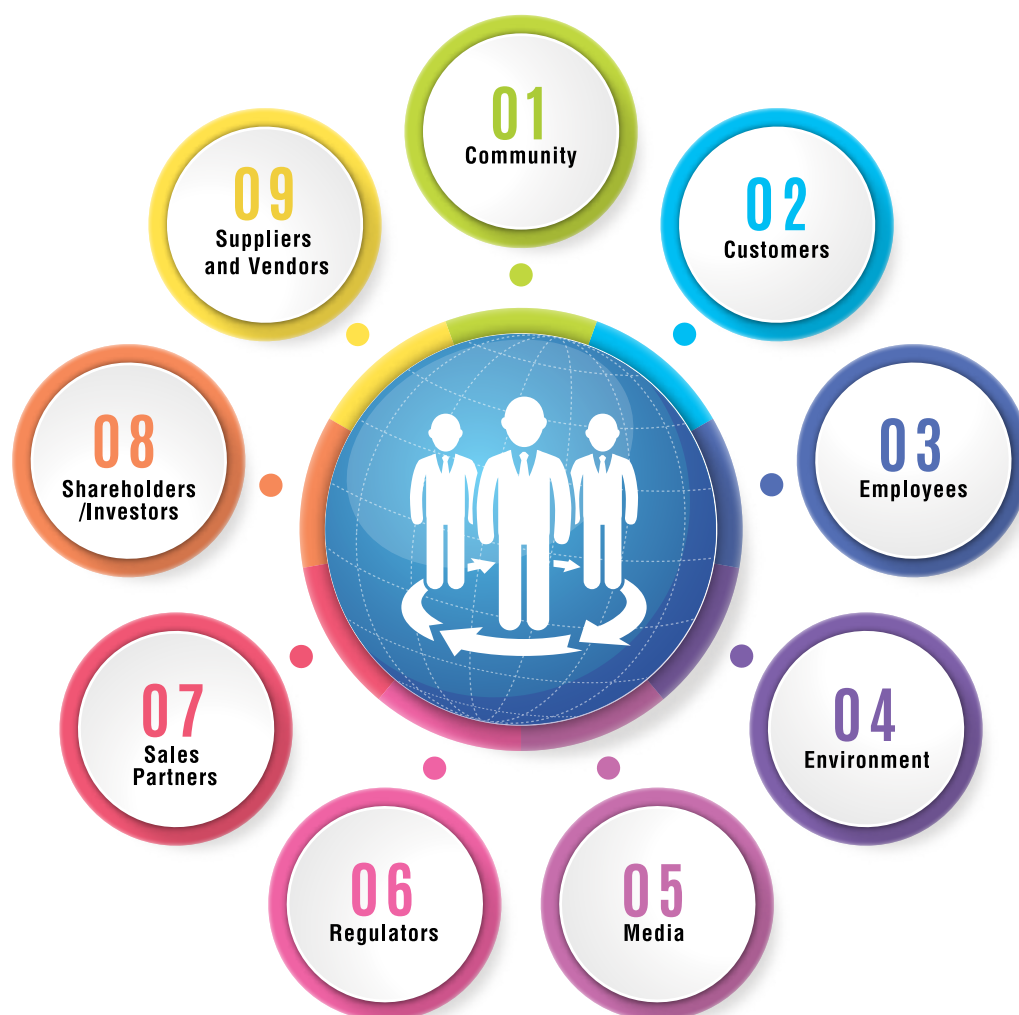 01
Community
02
Customers
03
Employees
04
Environment
05
Media
06
Regulators
07
Sales
Partners
08
Shareholders
/Investors
09
Suppliers
and Vendors